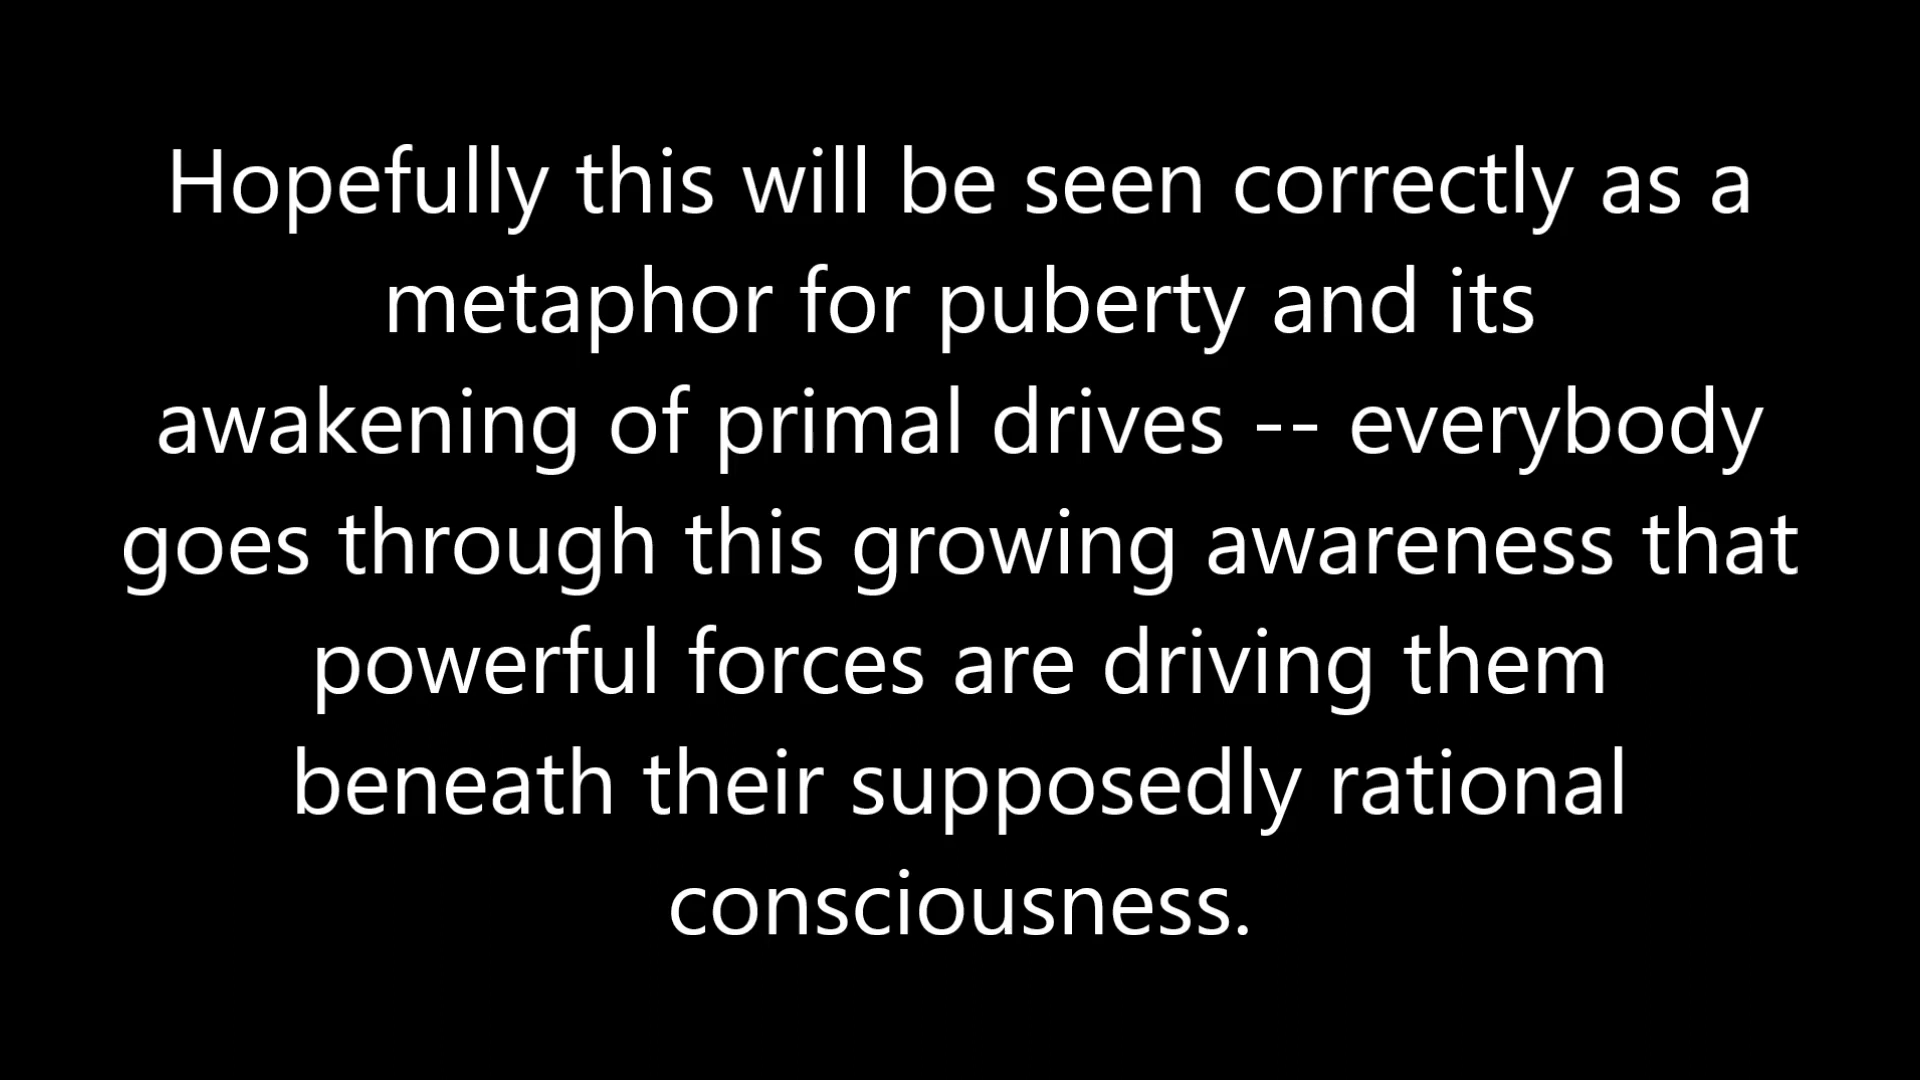 Hopefully this will be seen correctly as a
metaphor for puberty and its
awakening of primal drives -- everybody
goes through this growing awareness that
powerful forces are driving them
beneath their supposedly rational
consciousness.